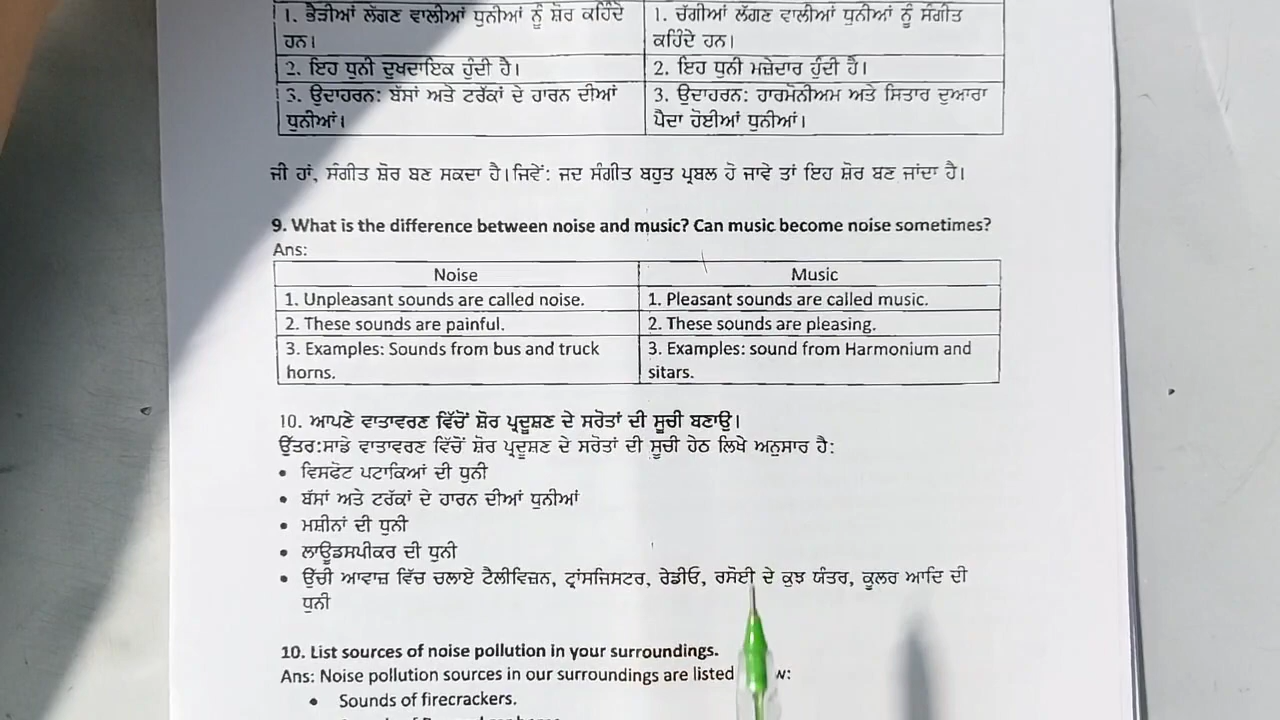 1. ਭੈੜੀਆਂ ਲੱਗਣ ਵਾਲੀਆਂ ਧੁਨੀਆਂ ਨੂੰ ਸ਼ੋਰ ਕਹਿੰਦੇ ਹਨ।
1. ਚੰਗੀਆਂ ਲੱਗਣ ਵਾਲੀਆਂ ਧੁਨੀਆਂ ਨੂੰ ਸੰਗੀਤ ਕਹਿੰਦੇ ਹਨ।
2. ਇਹ ਧੁਨੀ ਦੁਖਦਾਇਕ ਹੁੰਦੀ ਹੈ।
2. ਇਹ ਧੁਨੀ ਮਜ਼ੇਦਾਰ ਹੁੰਦੀ ਹੈ।
3. ਉਦਾਹਰਨ: ਬੱਸਾਂ ਅਤੇ ਟਰੱਕਾਂ ਦੇ ਹਾਰਨ ਦੀਆਂ
ਧੁਨੀਆਂ।
3. ਉਦਾਹਰਨ: ਹਾਰਮੋਨੀਅਮ ਅਤੇ ਸਿਤਾਰ ਦੁਆਰਾ
ਪੈਦਾ ਹੋਈਆਂ ਧੁਨੀਆਂ।
ਜੀ ਹਾਂ, ਸੰਗੀਤ ਸ਼ੋਰ ਬਣ ਸਕਦਾ ਹੈ। ਜਿਵੇਂ: ਜਦ ਸੰਗੀਤ ਬਹੁਤ ਪ੍ਰਬਲ ਹੋ ਜਾਵੇ ਤਾਂ ਇਹ ਸ਼ੋਰ ਬਣ ਜਾਂਦਾ ਹੈ।
9. What is the difference between noise and music? Can music become noise sometimes?
Ans:
Noise
Music
1. Unpleasant sounds are called noise.
1. Pleasant sounds are called music.
2. These sounds are painful.
2. These sounds are pleasing.
3. Examples: Sounds from bus and truck
horns.
3. Examples: sound from Harmonium and
sitars.
10. ਆਪਣੇ ਵਾਤਾਵਰਣ ਵਿੱਚੋਂ ਸ਼ੋਰ ਪ੍ਰਦੂਸ਼ਣ ਦੇ ਸਰੋਤਾਂ ਦੀ ਸੂਚੀ ਬਣਾਉ।
ਉੱਤਰ:ਸਾਡੇ ਵਾਤਾਵਰਣ ਵਿੱਚੋਂ ਸ਼ੋਰ ਪ੍ਰਦੂਸ਼ਣ ਦੇ ਸਰੋਤਾਂ ਦੀ ਸੂਚੀ ਹੇਠ ਲਿਖੇ ਅਨੁਸਾਰ ਹੈ:
• ਵਿਸਫੋਟ ਪਟਾਕਿਆਂ ਦੀ ਧੁਨੀ
• ਬੱਸਾਂ ਅਤੇ ਟਰੱਕਾਂ ਦੇ ਹਾਰਨ ਦੀਆਂ ਧੁਨੀਆਂ
• ਮਸ਼ੀਨਾਂ ਦੀ ਧੁਨੀ
• ਲਾਊਡਸਪੀਕਰ ਦੀ ਧੁਨੀ
• ਉੱਚੀ ਆਵਾਜ਼ ਵਿੱਚ ਚਲਾਏ ਟੈਲੀਵਿਜ਼ਨ, ਟ੍ਰਾਂਸਜਿਸਟਰ, ਰੇਡੀਓ, ਰਸੋਈ ਦੇ ਕੁਝ ਯੰਤਰ, ਕੂਲਰ ਆਦਿ ਦੀ
ਧੁਨੀ
10. List sources of noise pollution in your surroundings.
Ans: Noise pollution sources in our surroundings are listed
• Sounds of firecrackers.